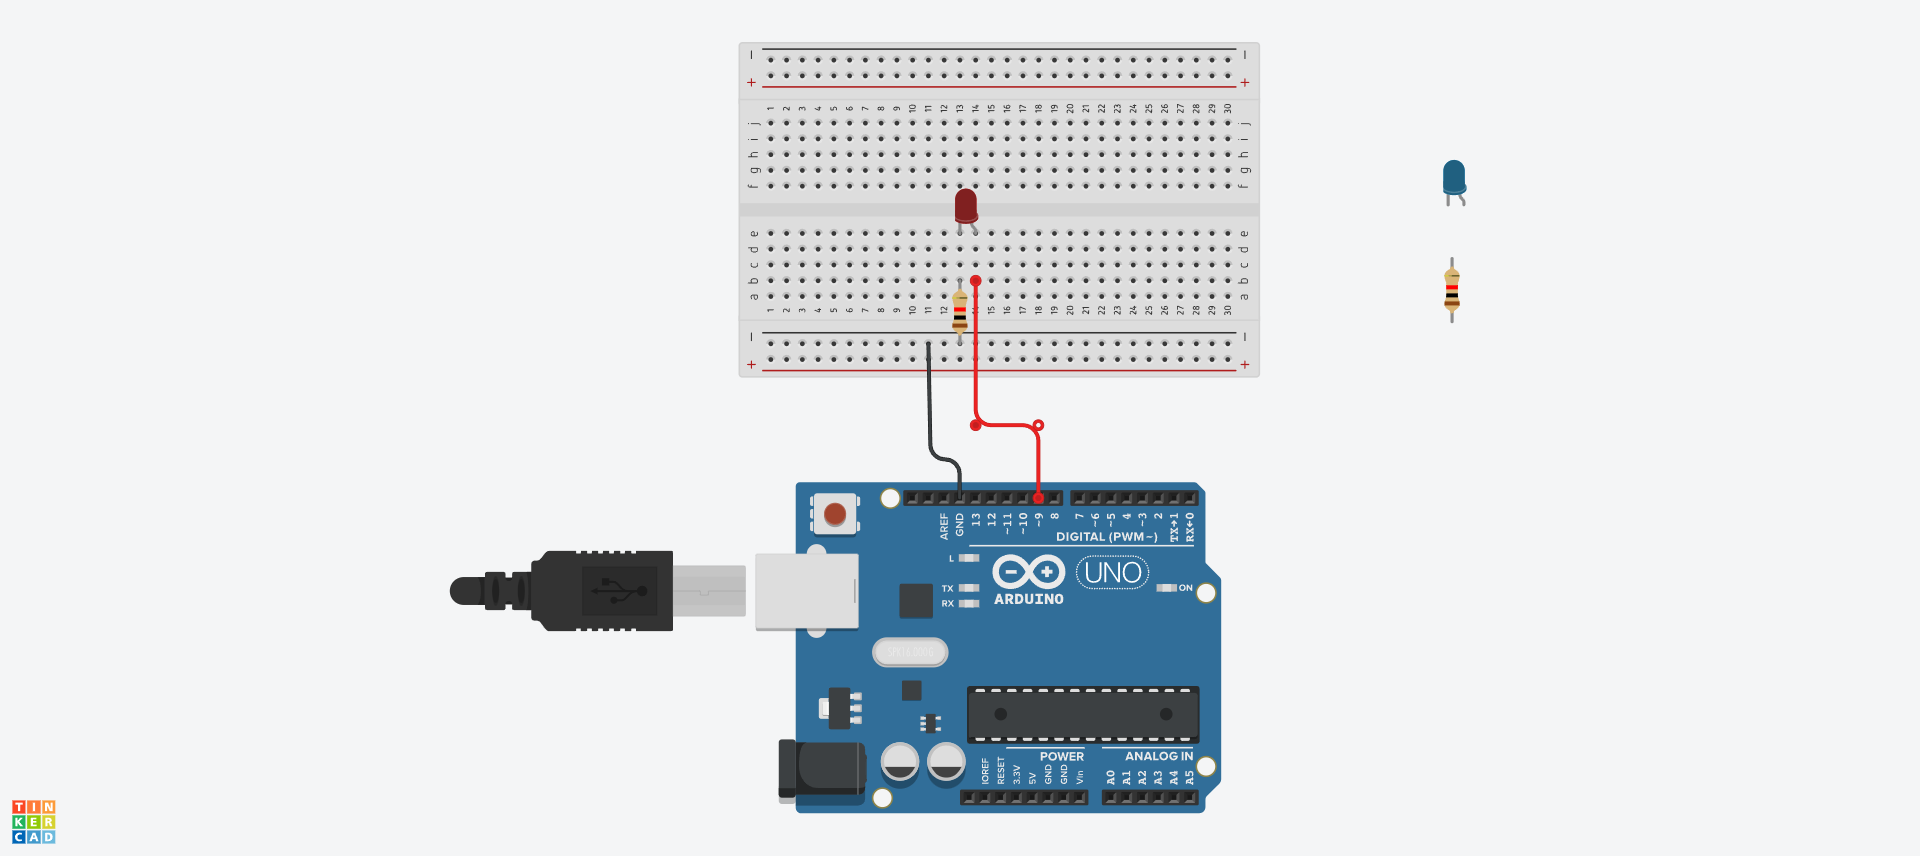 − −
+ +
1 2 3 4 5 6 7 8 9 10 11 12 13 14 15 16 17 18 19 20 21 22 23 24 25 26 27 28 29 30
j j
i i
h h
g g
f f
e e
d d
c c
b b
a a
1 2 3 4 5 6 7 8 9 10 11 12 13 15 16 17 18 19 20 21 22 23 24 25 26 27 28 29 30
− −
+ +
AREF GND 13 12 ~11 ~10 ~9 8 7 ~6 ~5 4 ~3 2 TX→1 RX←0
DIGITAL (PWM~)
L
TX
RX
UNO
ON
ARDUINO
POWER
ANALOG IN
IOREF RESET 3.3V 5V GND GND Vin A0 A1 A2 A3 A4 A5
TIN
KER
CAD